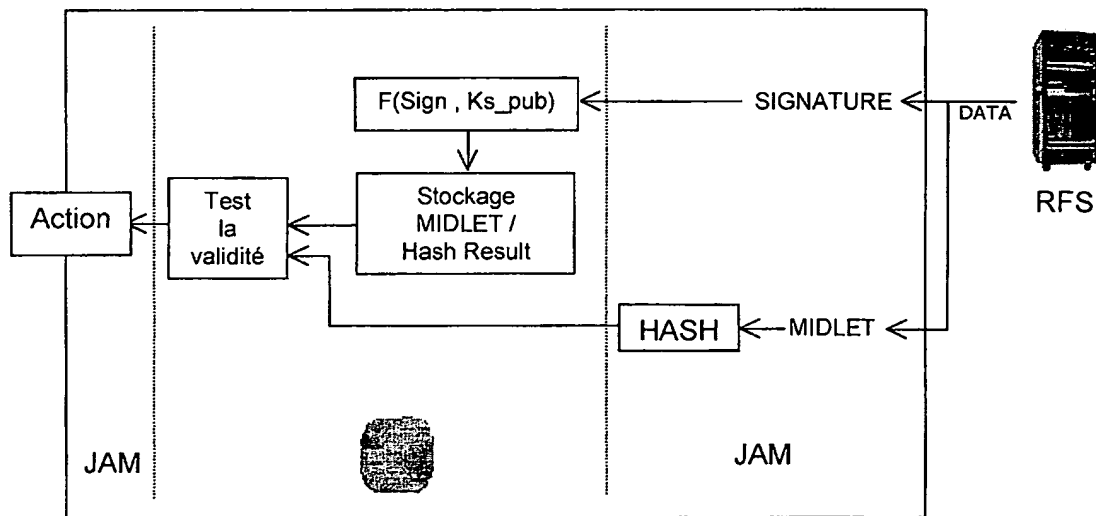 F(Sign , Ks_pub)
SIGNATURE
DATA
RFS
Action
Test
la
validité
Stockage
MIDLET /
Hash Result
HASH
MIDLET
JAM
JAM